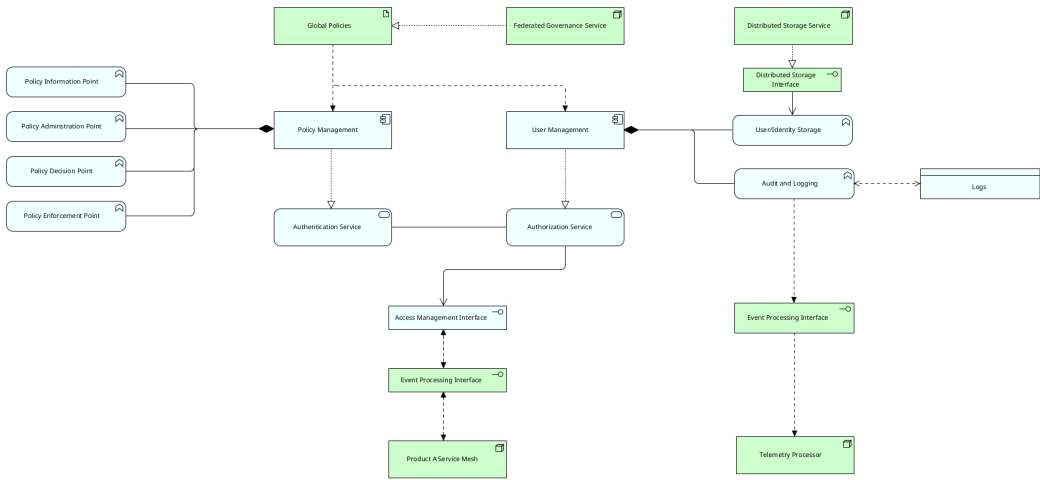 Global Policies
Federated Governance Service
Distributed Storage Service
Policy Information Point
Distributed Storage
Interface
Policy Adminstration Point
Policy Management
User Management
User/Identity Storage
Policy Decision Point
Audit and Logging
Logs
Policy Enforcement Point
Authentication Service
Authorization Service
Access Management Interface
Event Processing Interface
Event Processing Interface
Product A Service Mesh
Telemetry Processor